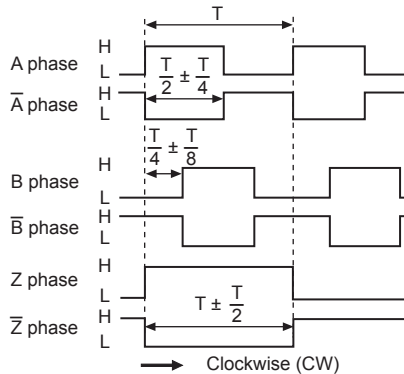 T
H
A phase
L
T/2 ± T/4
H
A̅ phase
L
T/4 ± T/8
H
B phase
L
H
B̅ phase
L
H
Z phase
L
T ± T/2
H
Z̅ phase
L
Clockwise (CW)